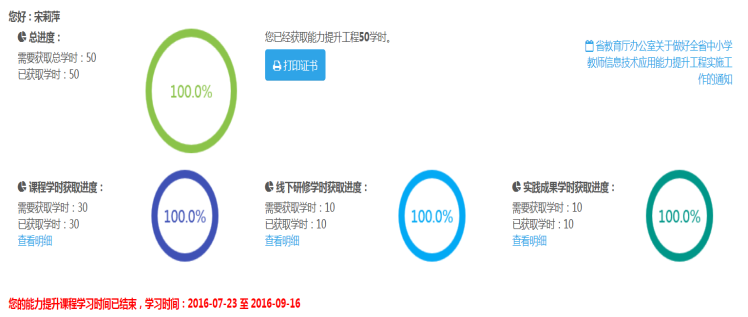 您好：宋莉萍
总进度：
需要获取总学时：50
已获取学时：50
100.0%
您已经获取能力提升工程50学时。
打印证书
省教育厅办公室关于做好全省中小学
教师信息技术应用能力提升工程实施工
作的通知
课程学时获取进度：
需要获取学时：30
已获取学时：30
查看明细
100.0%
线下研修学时获取进度：
需要获取学时：10
已获取学时：10
查看明细
100.0%
实践成果学时获取进度：
需要获取学时：10
已获取学时：10
查看明细
100.0%
您的能力提升课程学习时间已结束，学习时间：2016-07-23 至 2016-09-16